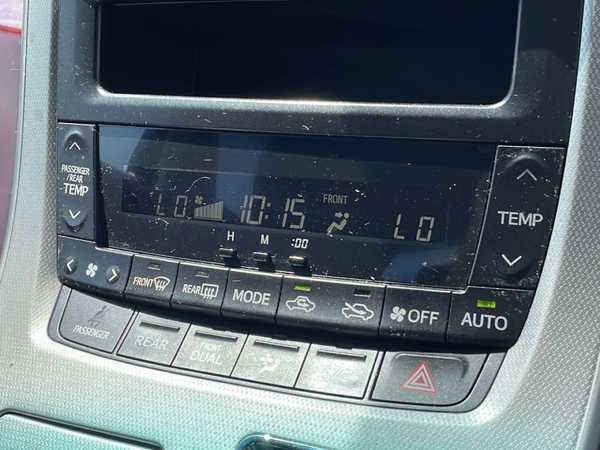 PASSENGER
/REAR
TEMP
LO
10:15
FRONT
LO
H
M
:00
TEMP
FRONT
REAR
MODE
OFF
AUTO
PASSENGER
REAR
FRONT
DUAL